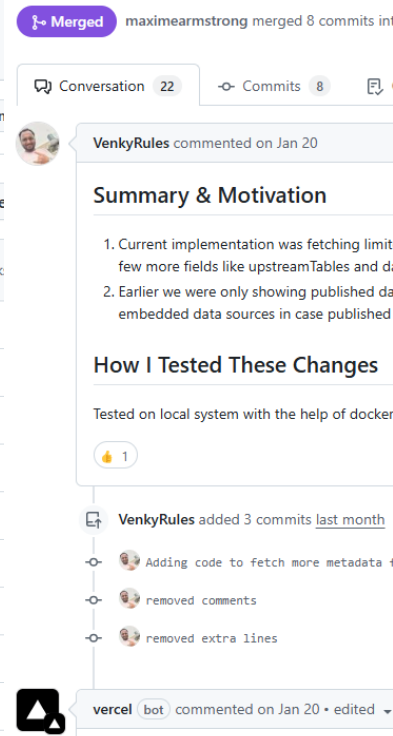 Merged maximearmstrong merged 8 commits int
Conversation 22 Commits 8
VenkyRules commented on Jan 20
Summary & Motivation
1. Current implementation was fetching limit
few more fields like upstreamTables and da
2. Earlier we were only showing published da
embedded data sources in case published
How I Tested These Changes
Tested on local system with the help of docker
👍 1
VenkyRules added 3 commits last month
Adding code to fetch more metadata f
removed comments
removed extra lines
vercel bot commented on Jan 20 • edited